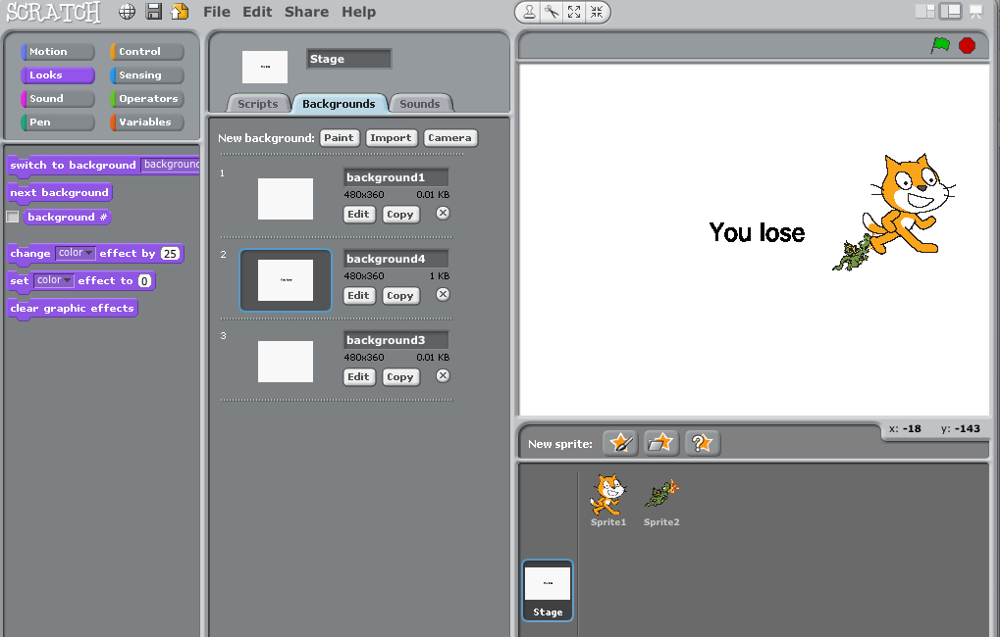 SCRATCH File Edit Share Help
Motion Control
Looks Sensing
Sound Operators
Pen Variables
switch to background background
next background
background #
change color effect by 25
set color effect to 0
clear graphic effects
Stage
Scripts Backgrounds Sounds
New background: Paint Import Camera
1
background1
480x360 0.01 KB
Edit Copy
2
You lose
background4
480x360 1 KB
Edit Copy
3
background3
480x360 0.01 KB
Edit Copy
You lose
x: -18 y: -143
New sprite:
Sprite1 Sprite2
Stage